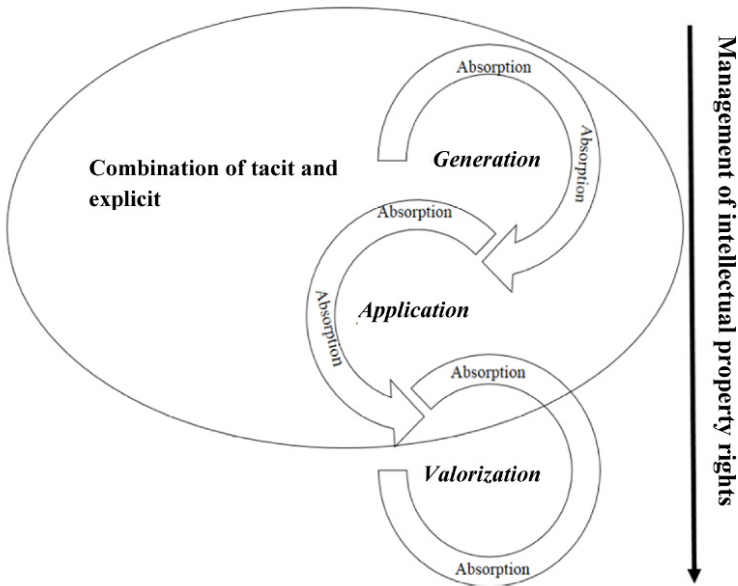 Absorption
Absorption
Generation
Combination of tacit and
explicit
Absorption
Absorption
Application
Absorption
Valorization
Absorption
Management of intellectual property rights